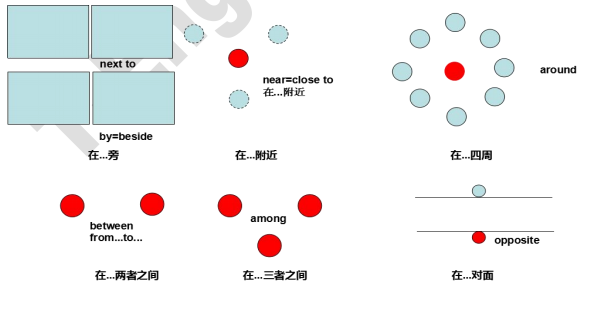 next to
near=close to
在...附近
around
by=beside
在...旁
在...附近
在...四周
between
from...to...
among
opposite
在...两者之间
在...三者之间
在...对面